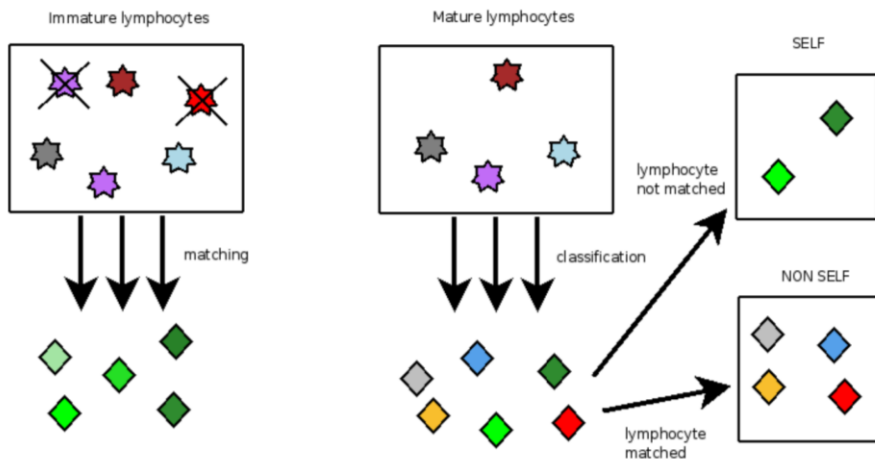 Immature lymphocytes
Mature lymphocytes
SELF
lymphocyte
not matched
matching
classification
NON SELF
lymphocyte
matched